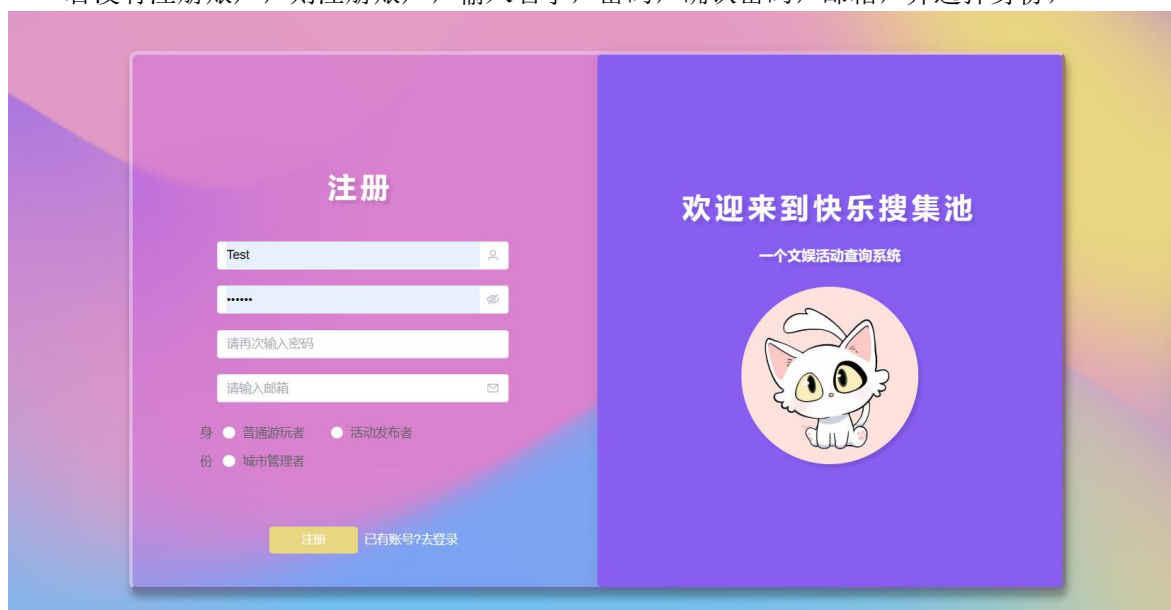 注册
Test
••••••
请再次输入密码
请输入邮箱
身 普通游玩者 活动发布者
份 城市管理者
注册 已有账号?去登录
欢迎来到快乐搜集池
一个文娱活动查询系统